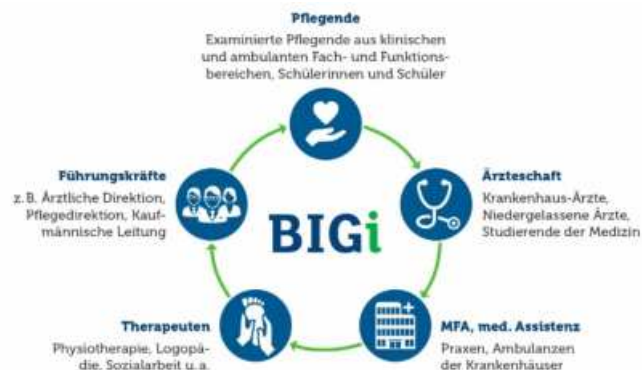 Pflegende
Examinierte Pflegende aus klinischen
und ambulanten Fach- und Funktions-
bereichen, Schülerinnen und Schüler
Ärzteschaft
Krankenhaus-Ärzte,
Niedergelassene Ärzte,
Studierende der Medizin
MFA, med. Assistenz
Praxen, Ambulanzen
der Krankenhäuser
Therapeuten
Physiotherapie, Logopä-
die, Sozialarbeit u. a.
Führungskräfte
z. B. Ärztliche Direktion,
Pflegedirektion, Kauf-
männische Leitung
BIGi